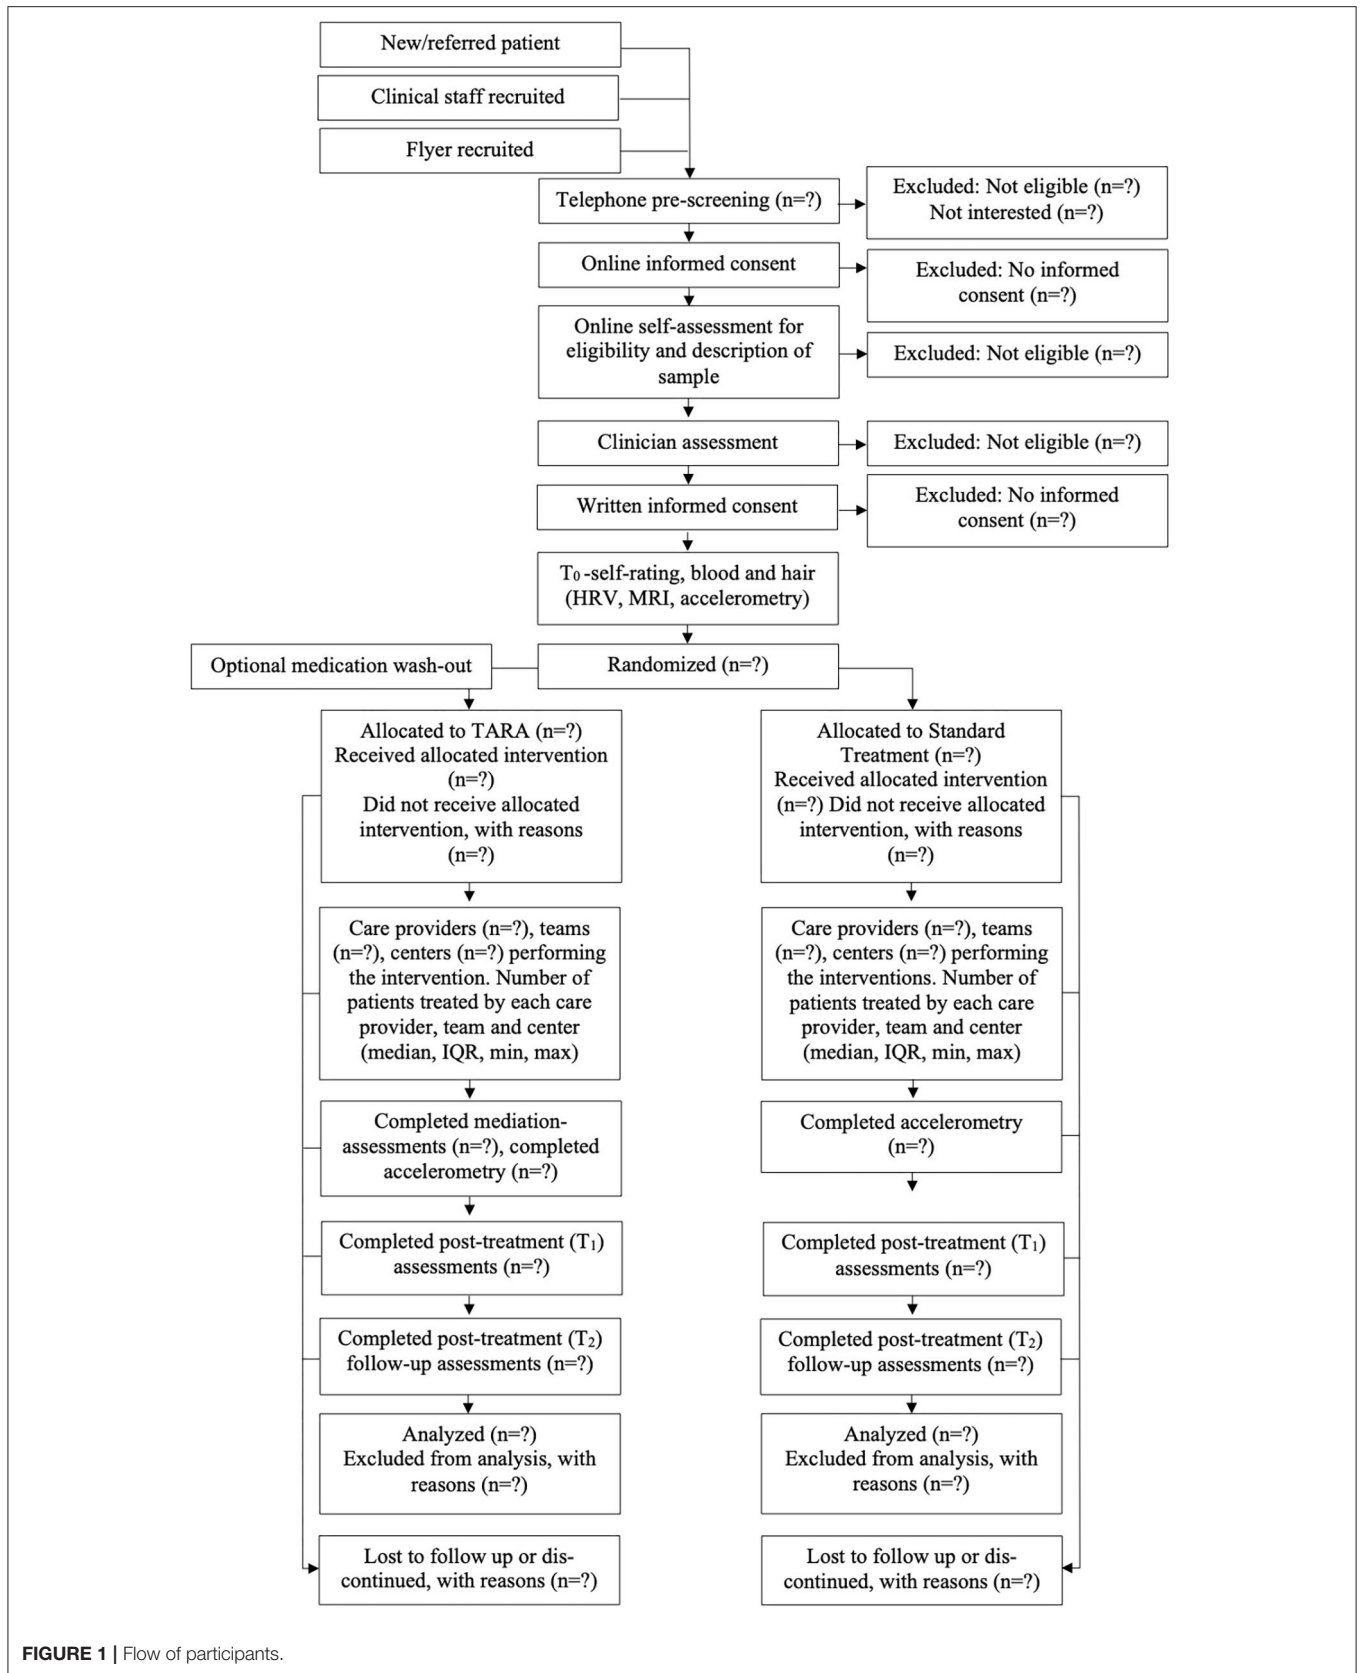 New/referred patient
Clinical staff recruited
Flyer recruited
Telephone pre-screening (n=?)
Excluded: Not eligible (n=?)
Not interested (n=?)
Online informed consent
Excluded: No informed
consent (n=?)
Online self-assessment for
eligibility and description of
sample
Excluded: Not eligible (n=?)
Clinician assessment
Excluded: Not eligible (n=?)
Written informed consent
Excluded: No informed
consent (n=?)
T₀ -self-rating, blood and hair
(HRV, MRI, accelerometry)
Optional medication wash-out
Randomized (n=?)
Allocated to TARA (n=?)
Received allocated intervention
(n=?)
Did not receive allocated
intervention, with reasons
(n=?)
Allocated to Standard
Treatment (n=?)
Received allocated intervention
(n=?) Did not receive allocated
intervention, with reasons
(n=?)
Care providers (n=?), teams
(n=?), centers (n=?) performing
the intervention. Number of
patients treated by each care
provider, team and center
(median, IQR, min, max)
Care providers (n=?), teams
(n=?), centers (n=?) performing
the interventions. Number of
patients treated by each care
provider, team and center
(median, IQR, min, max)
Completed mediation-
assessments (n=?), completed
accelerometry (n=?)
Completed accelerometry
(n=?)
Completed post-treatment (T₁)
assessments (n=?)
Completed post-treatment (T₁)
assessments (n=?)
Completed post-treatment (T₂)
follow-up assessments (n=?)
Completed post-treatment (T₂)
follow-up assessments (n=?)
Analyzed (n=?)
Excluded from analysis, with
reasons (n=?)
Analyzed (n=?)
Excluded from analysis, with
reasons (n=?)
Lost to follow up or dis-
continued, with reasons (n=?)
Lost to follow up or dis-
continued, with reasons (n=?)
FIGURE 1 | Flow of participants.